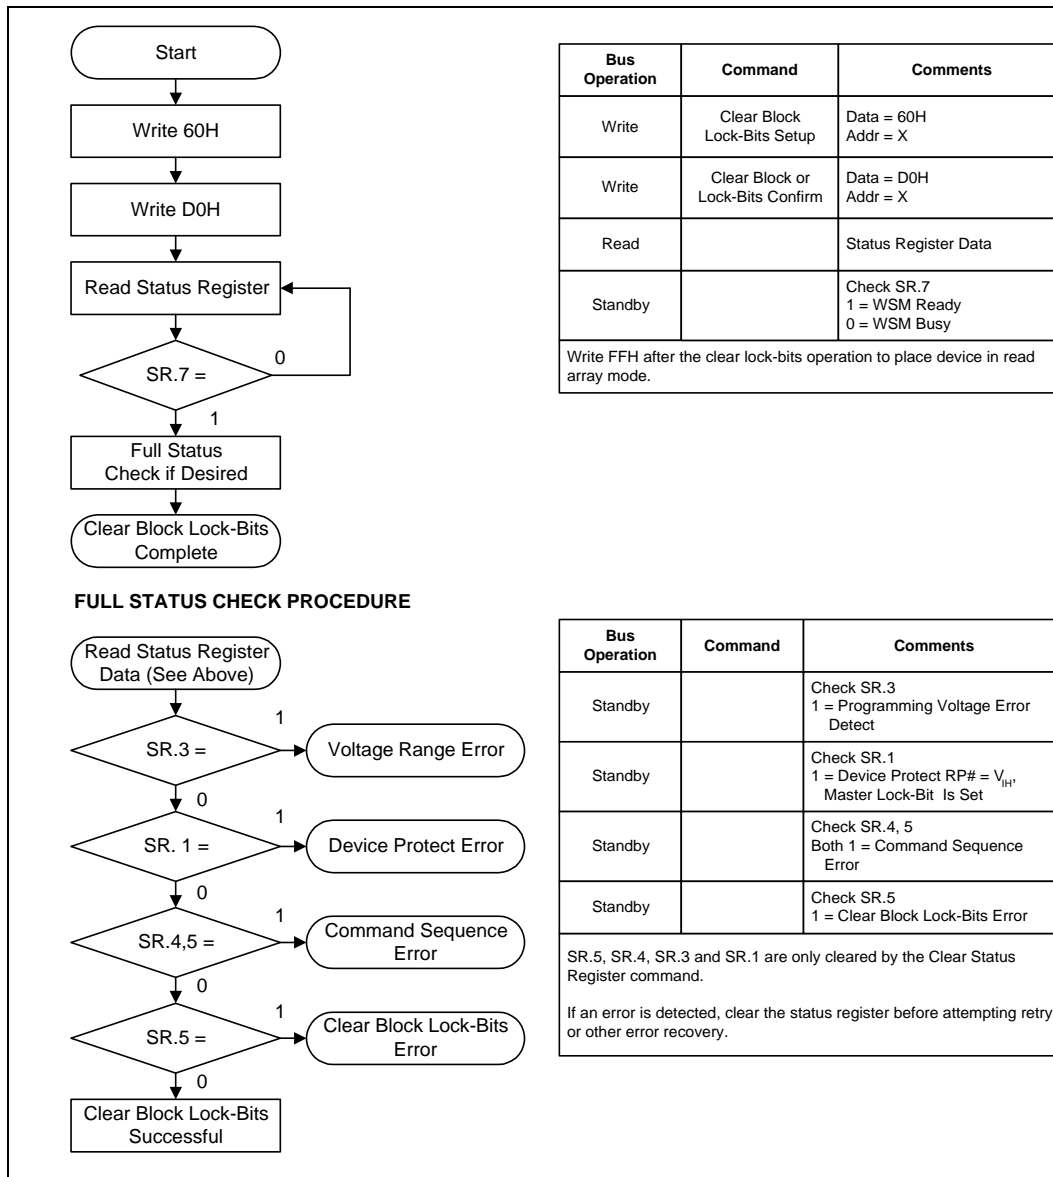 Start
Write 60H
Write D0H
Read Status Register
SR.7 =
0
1
Full Status
Check if Desired
Clear Block Lock-Bits
Complete
Bus
Operation
Command
Comments
Write
Clear Block
Lock-Bits Setup
Data = 60H
Addr = X
Write
Clear Block or
Lock-Bits Confirm
Data = D0H
Addr = X
Read
Status Register Data
Standby
Check SR.7
1 = WSM Ready
0 = WSM Busy
Write FFH after the clear lock-bits operation to place device in read
array mode.
FULL STATUS CHECK PROCEDURE
Read Status Register
Data (See Above)
SR.3 =
1
Voltage Range Error
0
SR. 1 =
1
Device Protect Error
0
SR.4,5 =
1
Command Sequence
Error
0
SR.5 =
1
Clear Block Lock-Bits
Error
0
Clear Block Lock-Bits
Successful
Bus
Operation
Command
Comments
Standby
Check SR.3
1 = Programming Voltage Error
Detect
Standby
Check SR.1
1 = Device Protect RP# = VIH,
Master Lock-Bit Is Set
Standby
Check SR.4, 5
Both 1 = Command Sequence
Error
Standby
Check SR.5
1 = Clear Block Lock-Bits Error
SR.5, SR.4, SR.3 and SR.1 are only cleared by the Clear Status
Register command.
If an error is detected, clear the status register before attempting retry
or other error recovery.